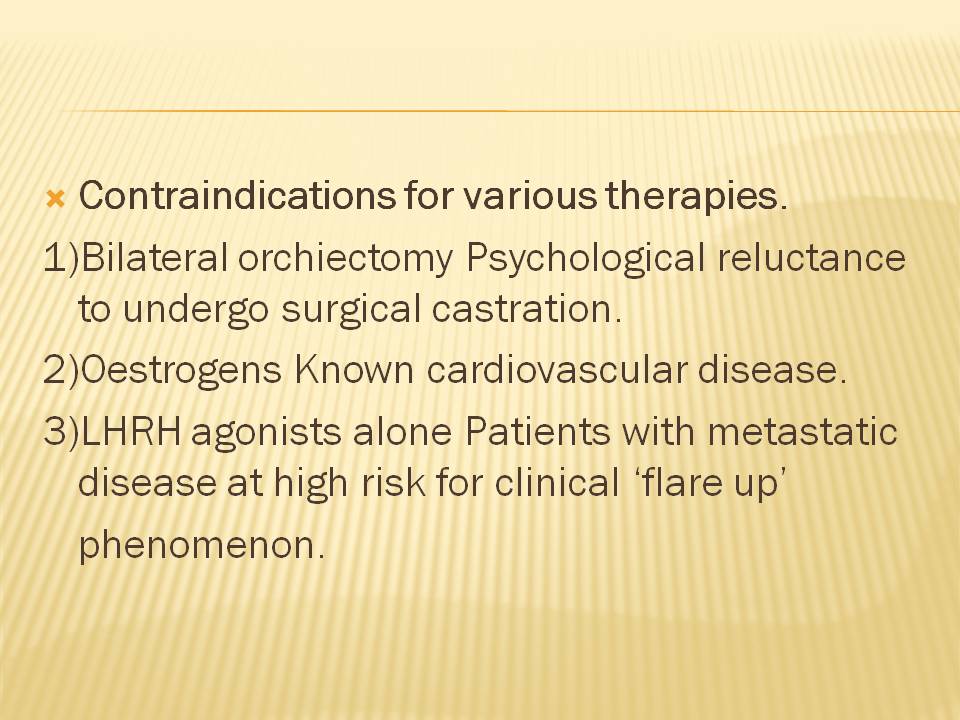 Contraindications for various therapies.
1)Bilateral orchiectomy Psychological reluctance
to undergo surgical castration.
2)Oestrogens Known cardiovascular disease.
3)LHRH agonists alone Patients with metastatic
disease at high risk for clinical ‘flare up’
phenomenon.